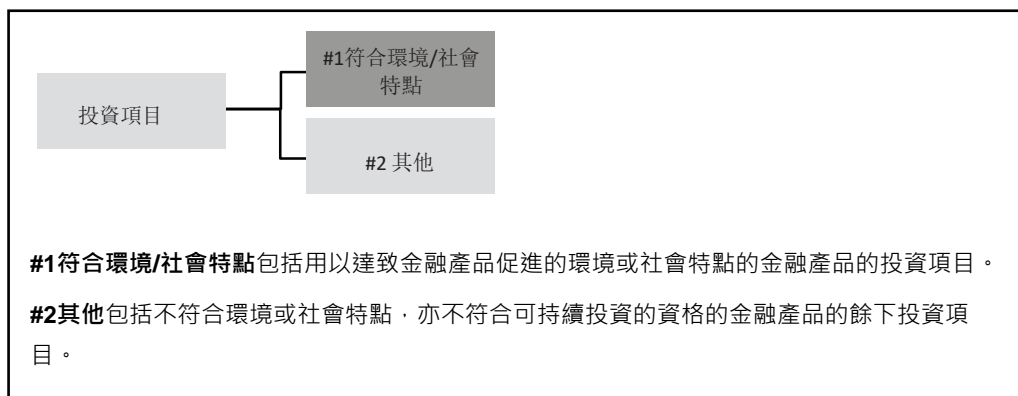 #1符合環境/社會
特點
投資項目
#2 其他
#1符合環境/社會特點包括用以達致金融產品促進的環境或社會特點的金融產品的投資項目。
#2其他包括不符合環境或社會特點，亦不符合可持續投資的資格的金融產品的餘下投資項
目。